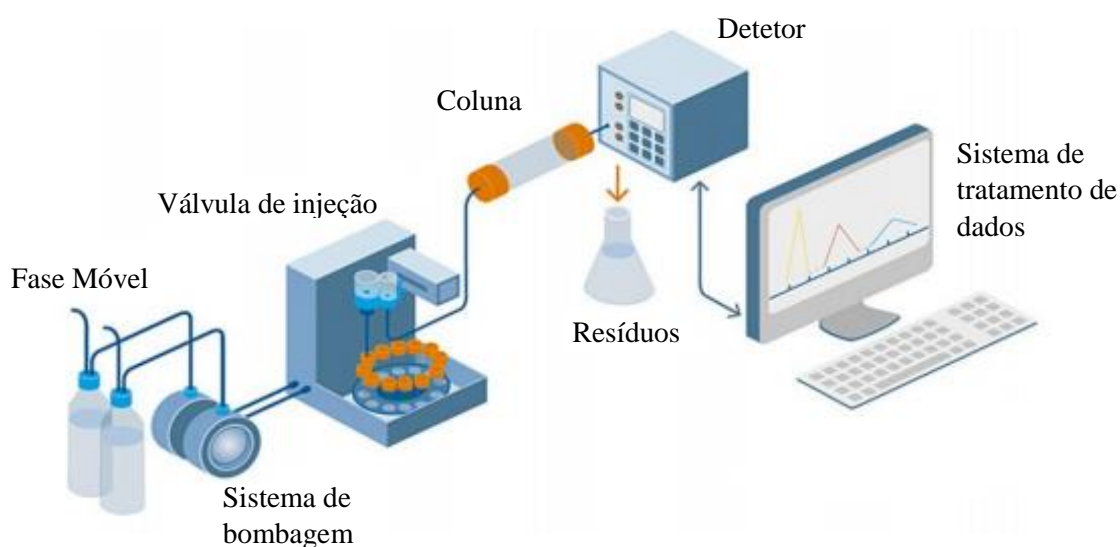 Detetor
Coluna
Sistema de
tratamento de
dados
Válvula de injeção
Fase Móvel
Resíduos
Sistema de
bombagem